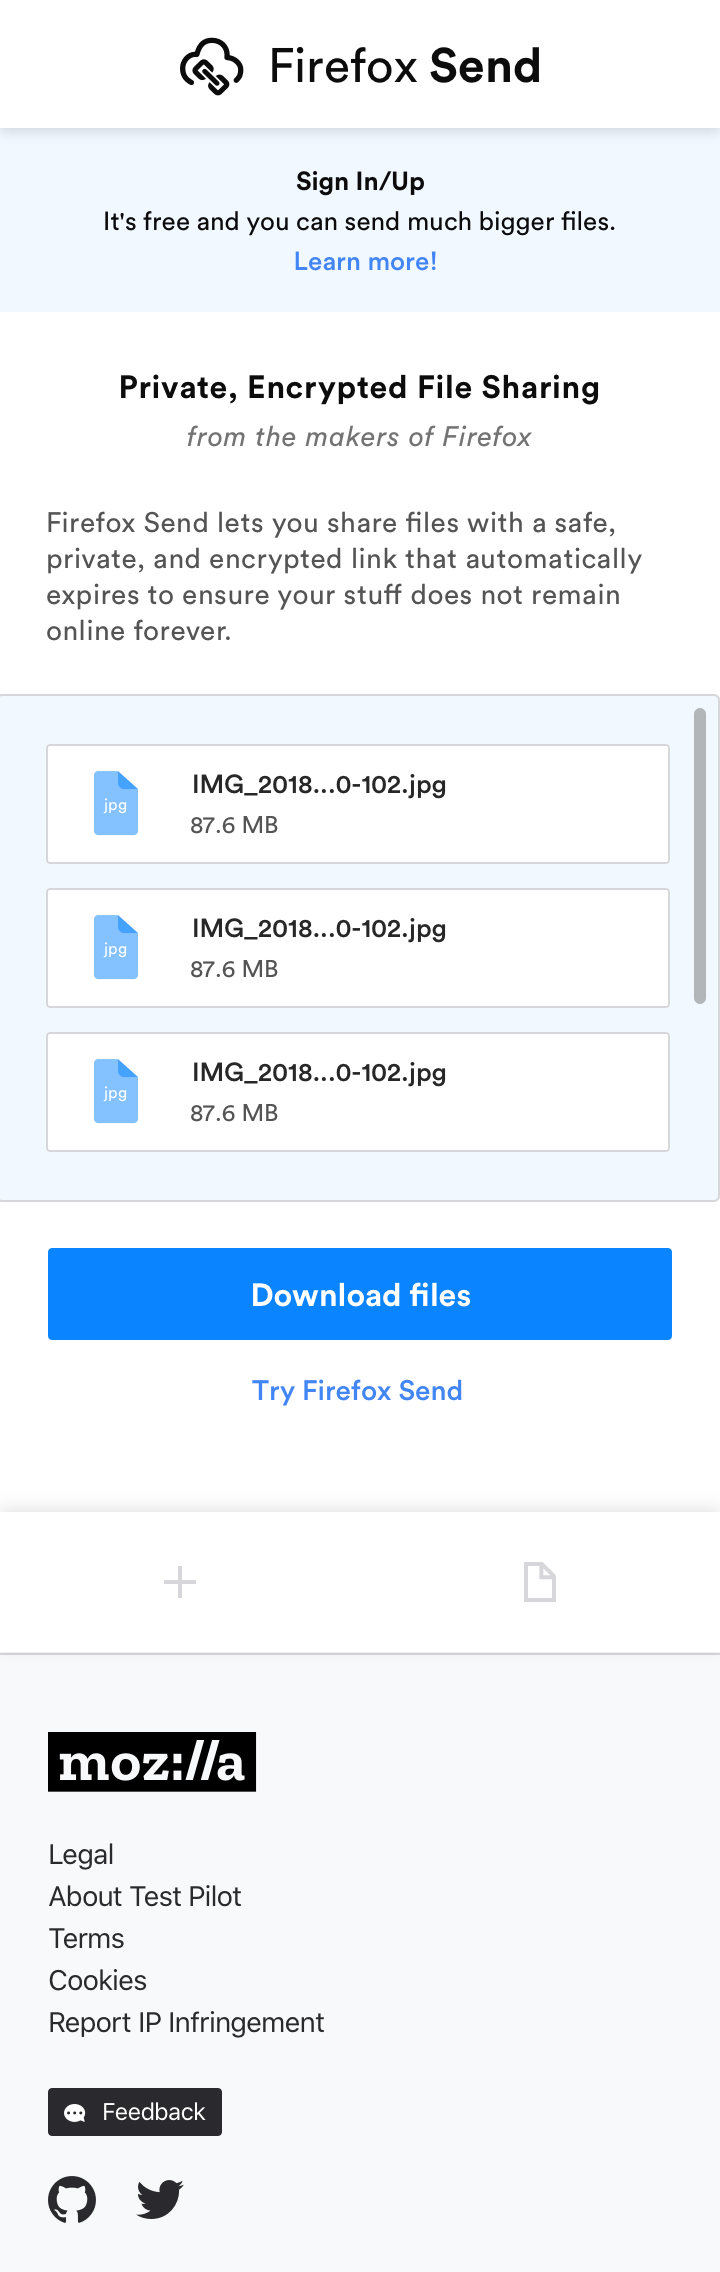 Firefox Send
Sign In/Up
It's free and you can send much bigger files.
Learn more!
Private, Encrypted File Sharing
from the makers of Firefox
Firefox Send lets you share files with a safe,
private, and encrypted link that automatically
expires to ensure your stuff does not remain
online forever.
jpg
IMG_2018...0-102.jpg
87.6 MB
jpg
IMG_2018...0-102.jpg
87.6 MB
jpg
IMG_2018...0-102.jpg
87.6 MB
Download files
Try Firefox Send
moz://a
Legal
About Test Pilot
Terms
Cookies
Report IP Infringement
Feedback